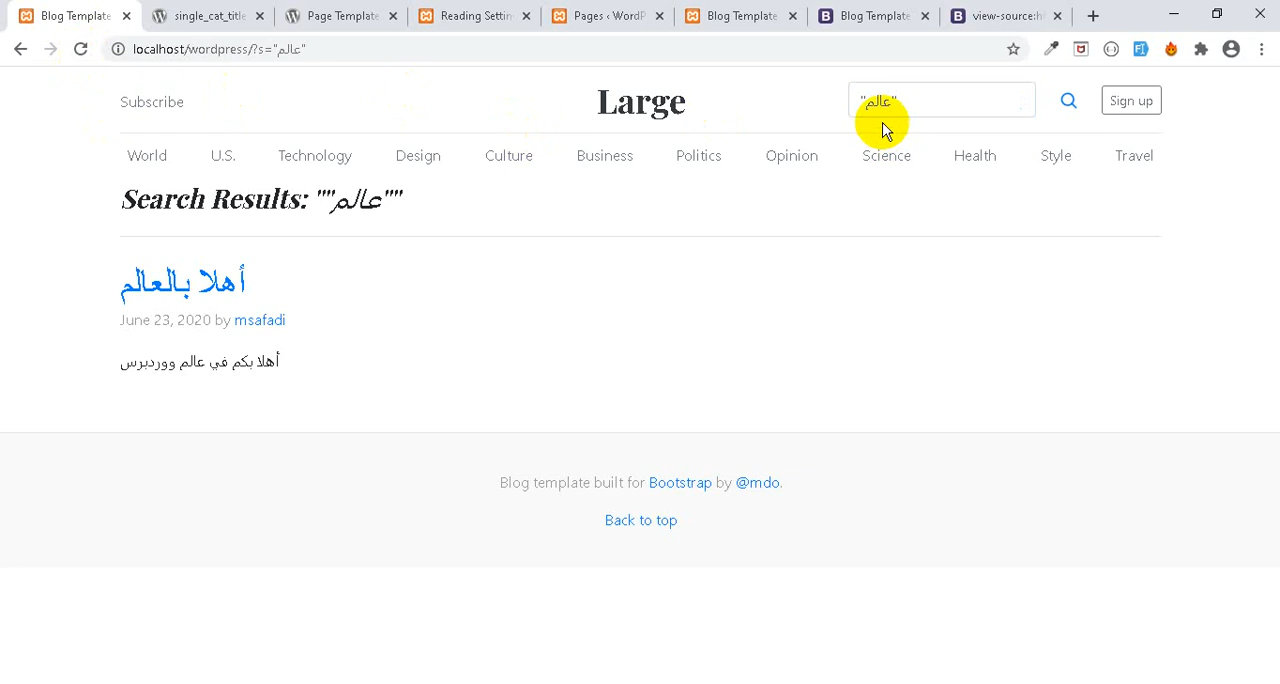 Blog Template
single_cat_title
Page Template
Reading Settin
Pages ‹ WordP
Blog Template
Blog Template
view-source:h
localhost/wordpress/?s="عالم"
Subscribe
Large
"عالم"
Sign up
World U.S. Technology Design Culture Business Politics Opinion Science Health Style Travel
Search Results: ""عالم""
أهلا بالعالم
June 23, 2020 by msafadi
أهلا بكم في عالم ووردبرس
Blog template built for Bootstrap by @mdo.
Back to top